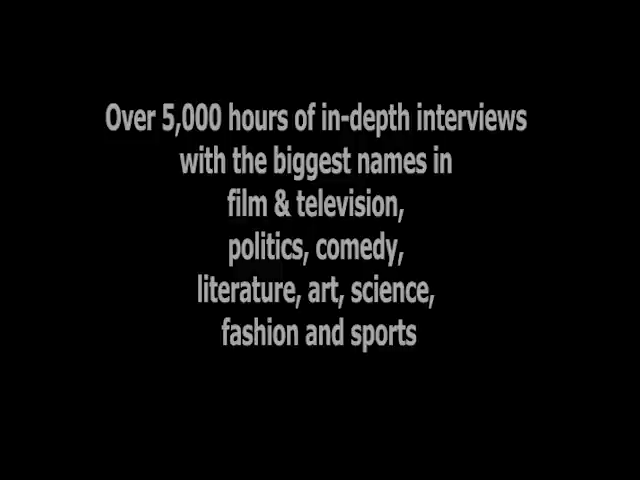 Over 5,000 hours of in-depth interviews
with the biggest names in
film & television,
politics, comedy,
literature, art, science,
fashion and sports